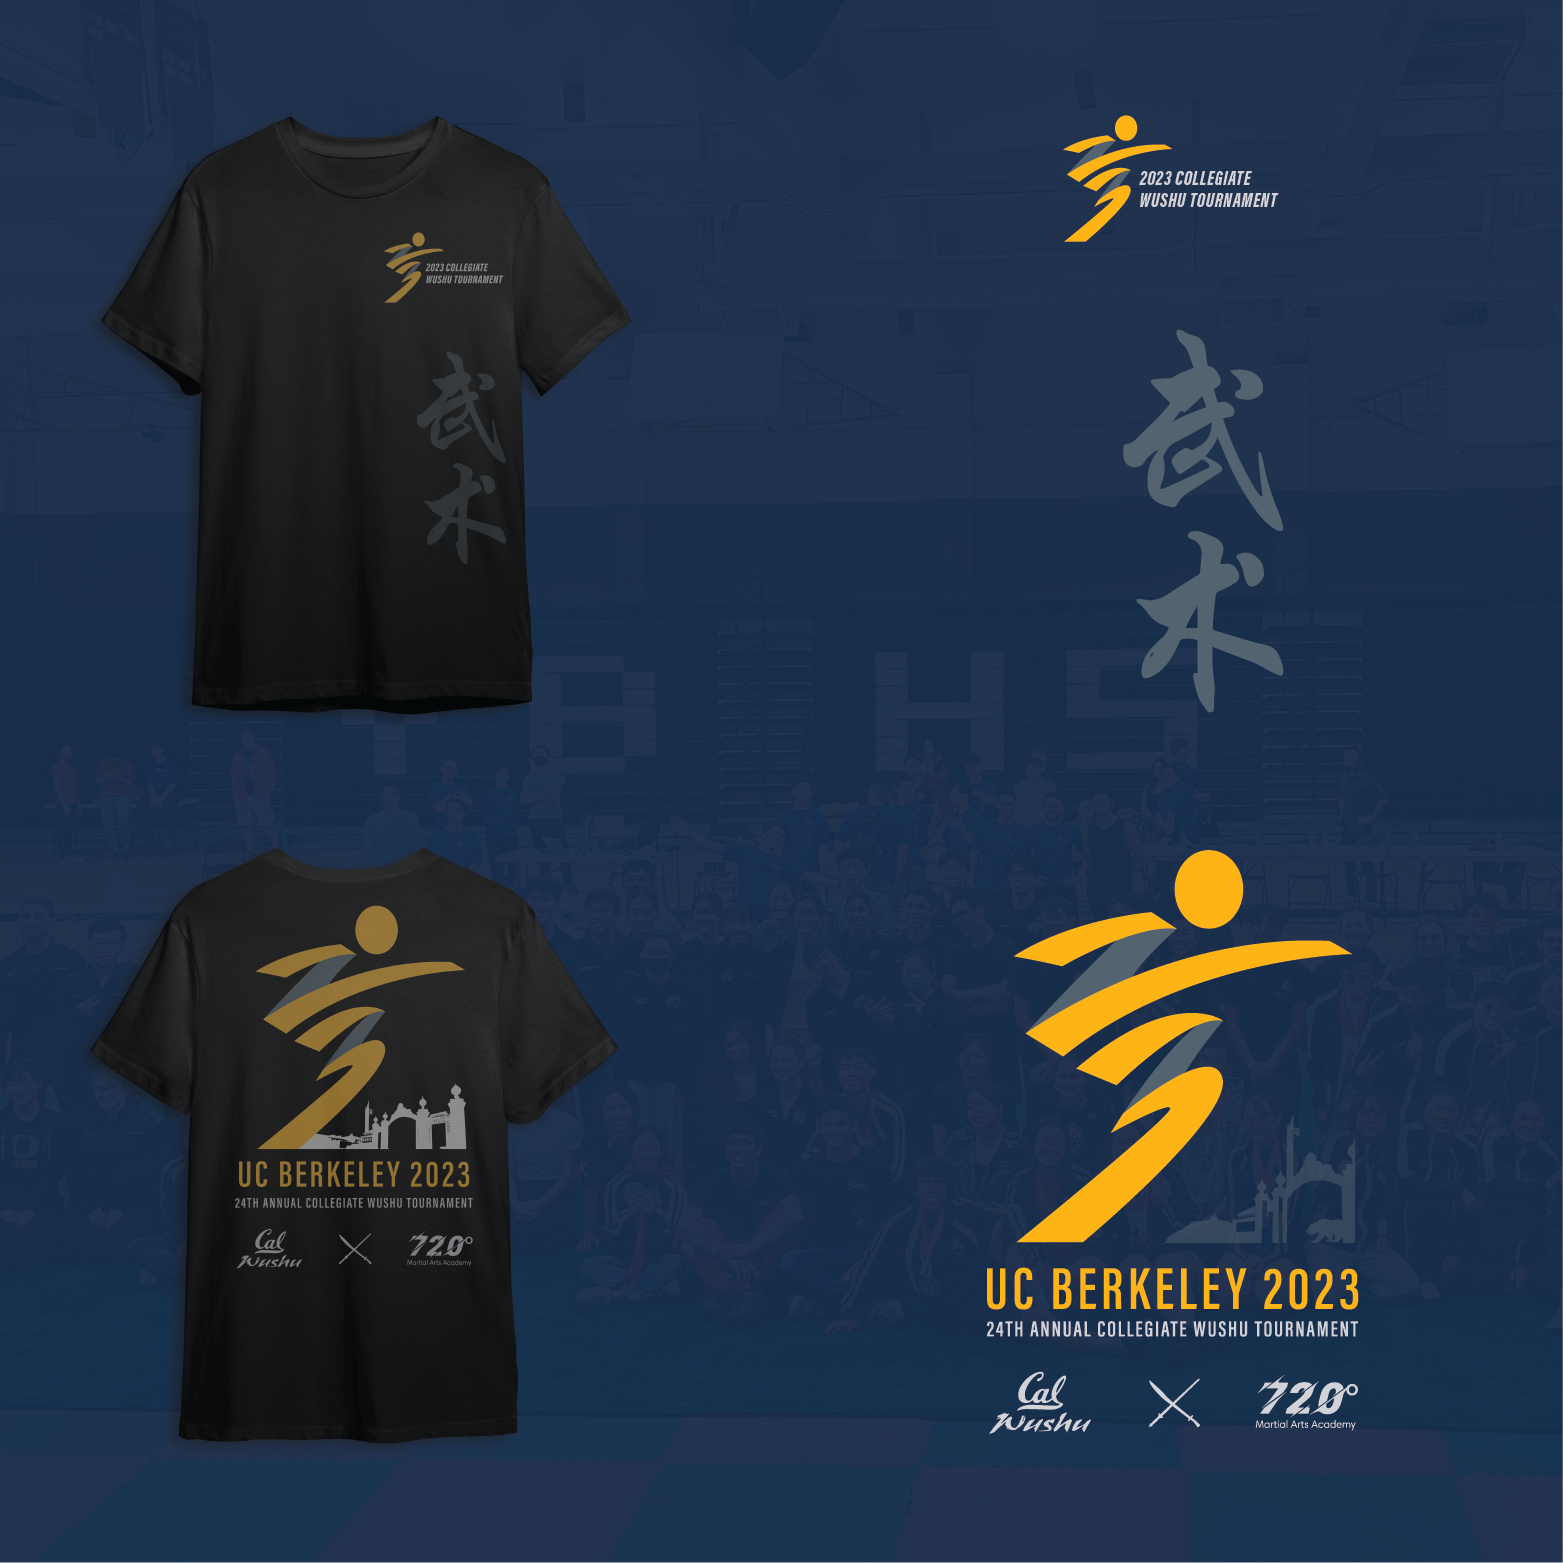 2023 COLLEGIATE
WUSHU TOURNAMENT
武
术
2023 COLLEGIATE
WUSHU TOURNAMENT
武
术
UC BERKELEY 2023
24TH ANNUAL COLLEGIATE WUSHU TOURNAMENT
Cal
Wushu
720°
Martial Arts Academy
UC BERKELEY 2023
24TH ANNUAL COLLEGIATE WUSHU TOURNAMENT
Cal
Wushu
720°
Martial Arts Academy